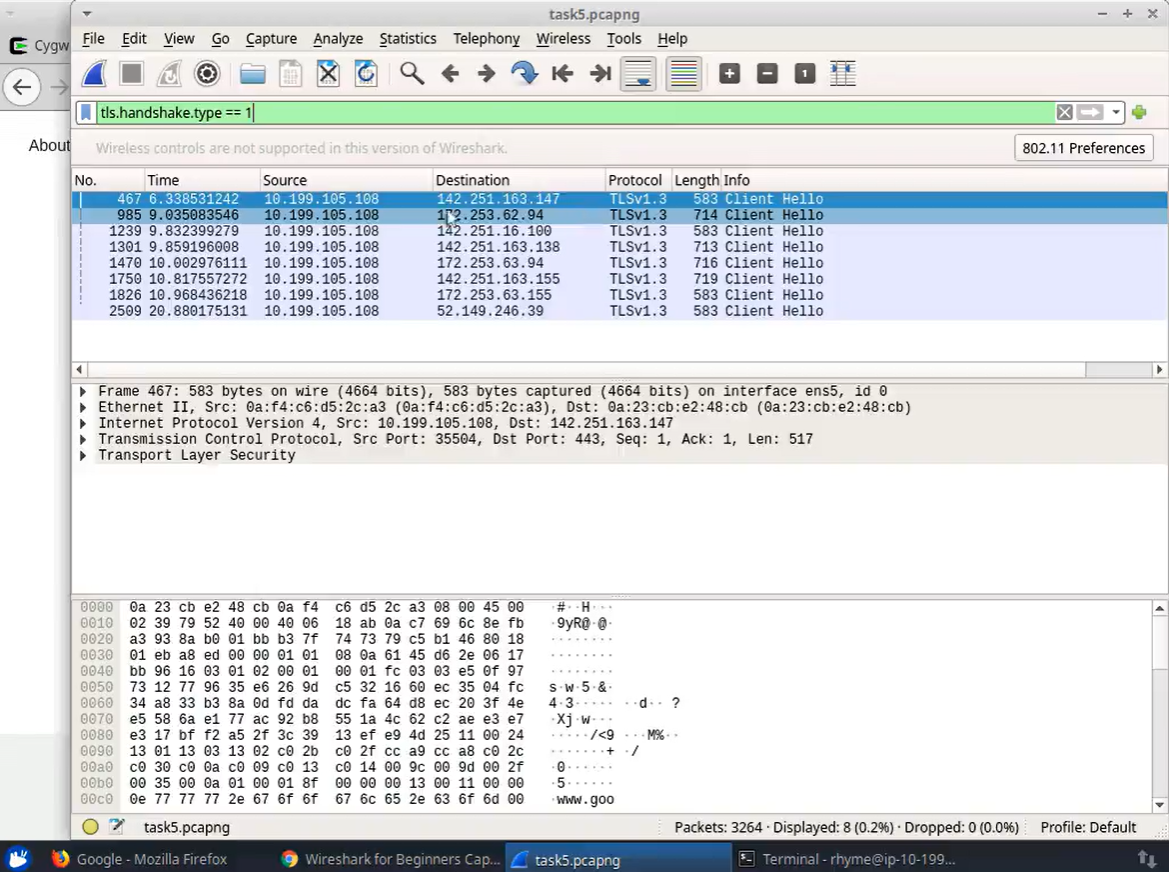 task5.pcapng
Cygw
File Edit View Go Capture Analyze Statistics Telephony Wireless Tools Help
tls.handshake.type == 1
About
Wireless controls are not supported in this version of Wireshark.
802.11 Preferences
No. Time Source Destination Protocol Length Info
467 6.338531242 10.199.105.108 142.251.163.147 TLSv1.3 583 Client Hello
985 9.035083546 10.199.105.108 172.253.62.94 TLSv1.3 714 Client Hello
1239 9.832399279 10.199.105.108 142.251.16.100 TLSv1.3 583 Client Hello
1301 9.859196008 10.199.105.108 142.251.163.138 TLSv1.3 713 Client Hello
1470 10.002976111 10.199.105.108 172.253.63.94 TLSv1.3 716 Client Hello
1750 10.817557272 10.199.105.108 142.251.163.155 TLSv1.3 719 Client Hello
1826 10.968436218 10.199.105.108 172.253.63.155 TLSv1.3 583 Client Hello
2509 20.880175131 10.199.105.108 52.149.246.39 TLSv1.3 583 Client Hello
Frame 467: 583 bytes on wire (4664 bits), 583 bytes captured (4664 bits) on interface ens5, id 0
Ethernet II, Src: 0a:f4:c6:d5:2c:a3 (0a:f4:c6:d5:2c:a3), Dst: 0a:23:cb:e2:48:cb (0a:23:cb:e2:48:cb)
Internet Protocol Version 4, Src: 10.199.105.108, Dst: 142.251.163.147
Transmission Control Protocol, Src Port: 35504, Dst Port: 443, Seq: 1, Ack: 1, Len: 517
Transport Layer Security
0000 0a 23 cb e2 48 cb 0a f4 c6 d5 2c a3 08 00 45 00 ·#··H···
0010 02 39 79 52 40 00 40 06 18 ab 0a c7 69 6c 8e fb ·9yR@·@·
0020 a3 93 8a b0 01 bb b3 7f 74 73 79 c5 b1 46 80 18 ········
0030 01 eb a8 ed 00 00 01 01 08 0a 61 45 d6 2e 06 17 ········
0040 bb 96 16 03 01 02 00 01 00 01 fc 03 03 e5 0f 97 ········
0050 73 12 77 96 35 e6 26 9d c5 32 16 60 ec 35 04 fc s·w·5·&·
0060 34 a8 33 b3 8a 0d fd da dc fa 64 d8 ec 20 3f 4e 4·3····· ··d·· ?
0070 e5 58 6a e1 77 ac 92 b8 55 1a 4c 62 c2 ae e3 e7 ·Xj·w···
0080 e3 17 bf f2 a5 2f 3c 39 13 ef e9 4d 25 11 00 24 ·····/<9 ···M%··
0090 13 01 13 03 13 02 c0 2b c0 2f cc a9 cc a8 c0 2c ·······+ ·/
00a0 c0 30 c0 0a c0 09 c0 13 c0 14 00 9c 00 9d 00 2f ·0······
00b0 00 35 00 0a 01 00 01 8f 00 00 00 13 00 11 00 00 ·5······
00c0 0e 77 77 77 2e 67 6f 6f 67 6c 65 2e 63 6f 6d 00 ·www.goo
task5.pcapng
Packets: 3264 · Displayed: 8 (0.2%) · Dropped: 0 (0.0%) Profile: Default
Google - Mozilla Firefox Wireshark for Beginners Cap... task5.pcapng Terminal - rhyme@ip-10-199...